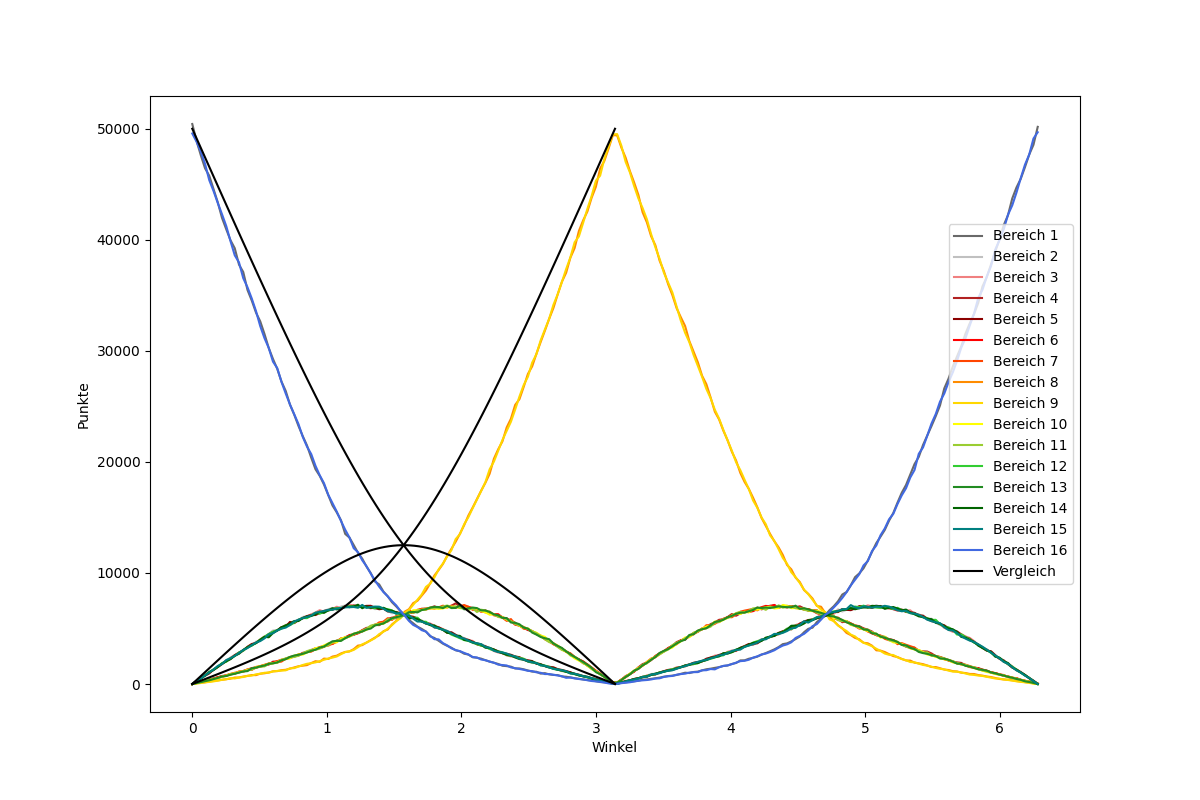 50000
40000
30000
20000
10000
0
Punkte
0 1 2 3 4 5 6
Winkel
Bereich 1
Bereich 2
Bereich 3
Bereich 4
Bereich 5
Bereich 6
Bereich 7
Bereich 8
Bereich 9
Bereich 10
Bereich 11
Bereich 12
Bereich 13
Bereich 14
Bereich 15
Bereich 16
Vergleich